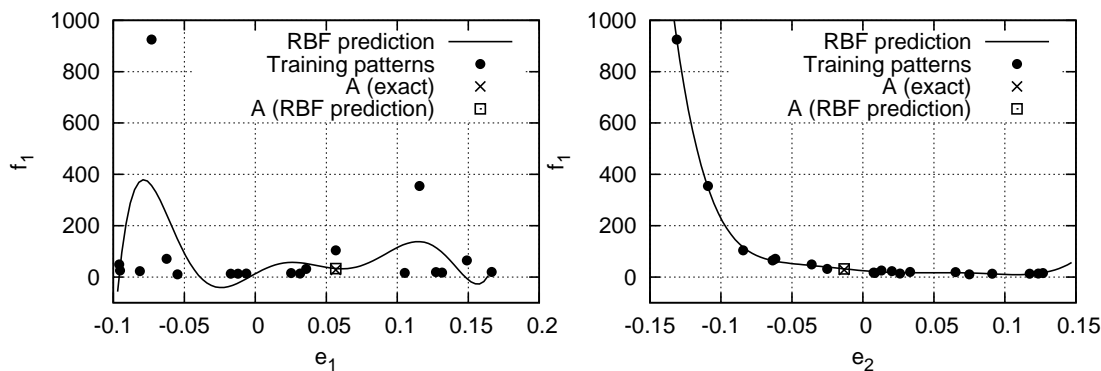 1000
800
600
400
200
0
f1
-0.1
-0.05
0
0.05
0.1
0.15
0.2
e1
RBF prediction
Training patterns
A (exact)
A (RBF prediction)
1000
800
600
400
200
0
f1
-0.15
-0.1
-0.05
0
0.05
0.1
0.15
e2
RBF prediction
Training patterns
A (exact)
A (RBF prediction)